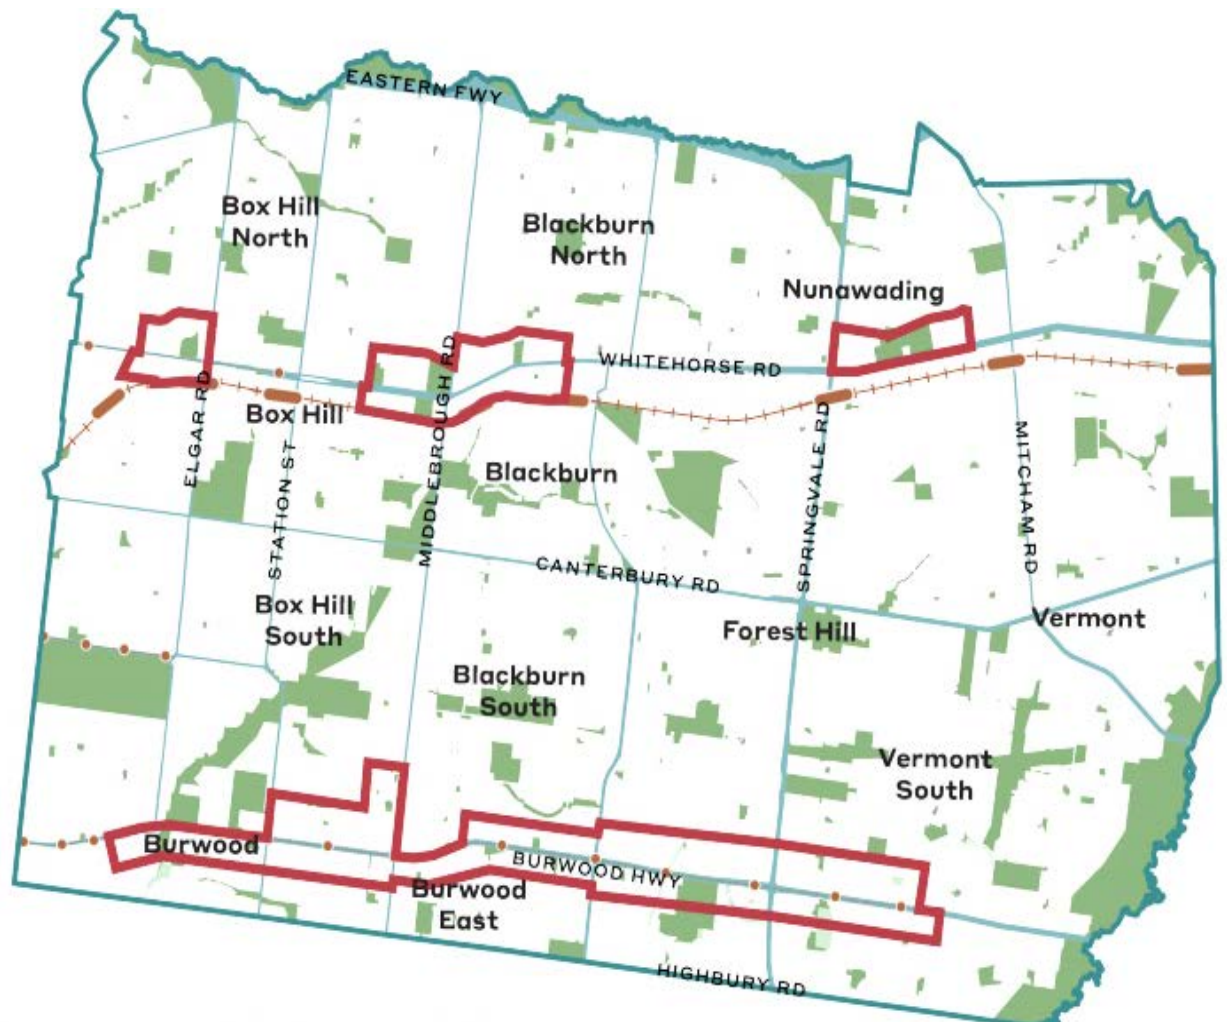 EASTERN FWY
Box Hill
North
Blackburn
North
Nunawading
WHITEHORSE RD
MIDDLEBROUGH RD
ELGAR RD
Box Hill
STATION ST
Blackburn
SPRINGVALE RD
MITCHAM RD
CANTERBURY RD
Box Hill
South
Forest Hill
Vermont
Blackburn
South
Vermont
South
Burwood
BURWOOD HWY
Burwood
East
HIGHBURY RD